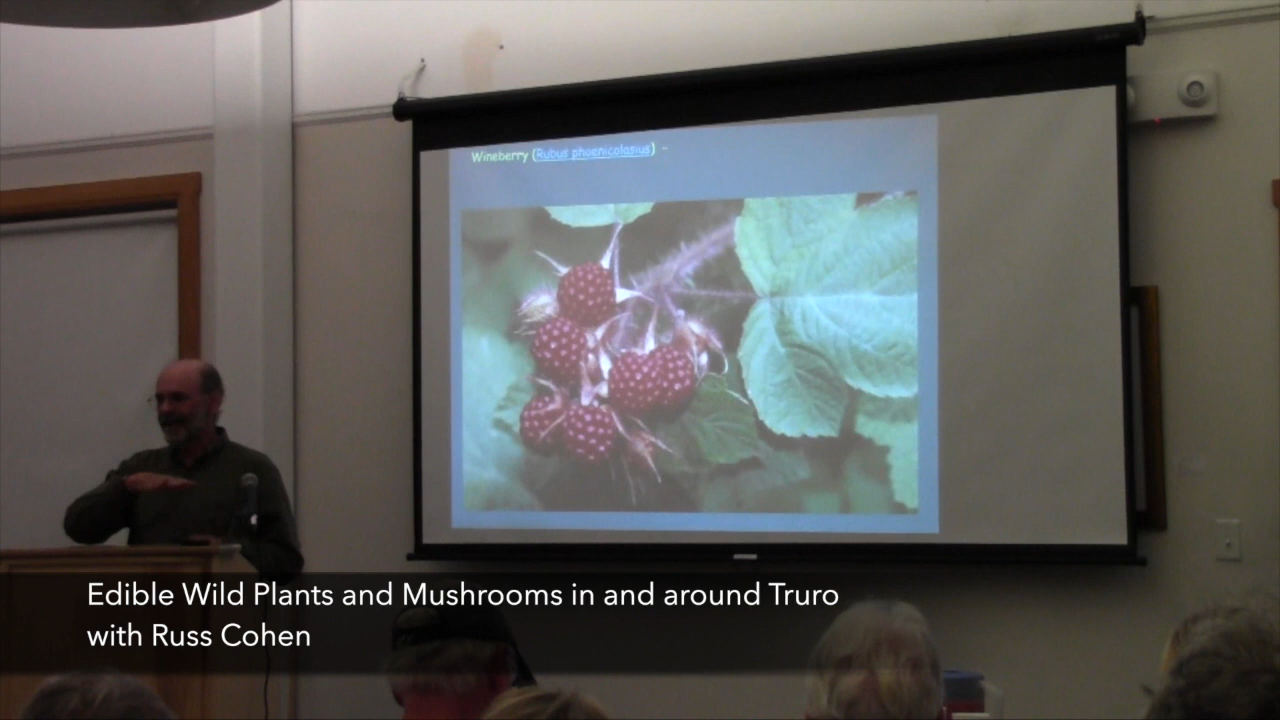 Wineberry (Rubus phoenicolasius) -
Edible Wild Plants and Mushrooms in and around Truro
with Russ Cohen